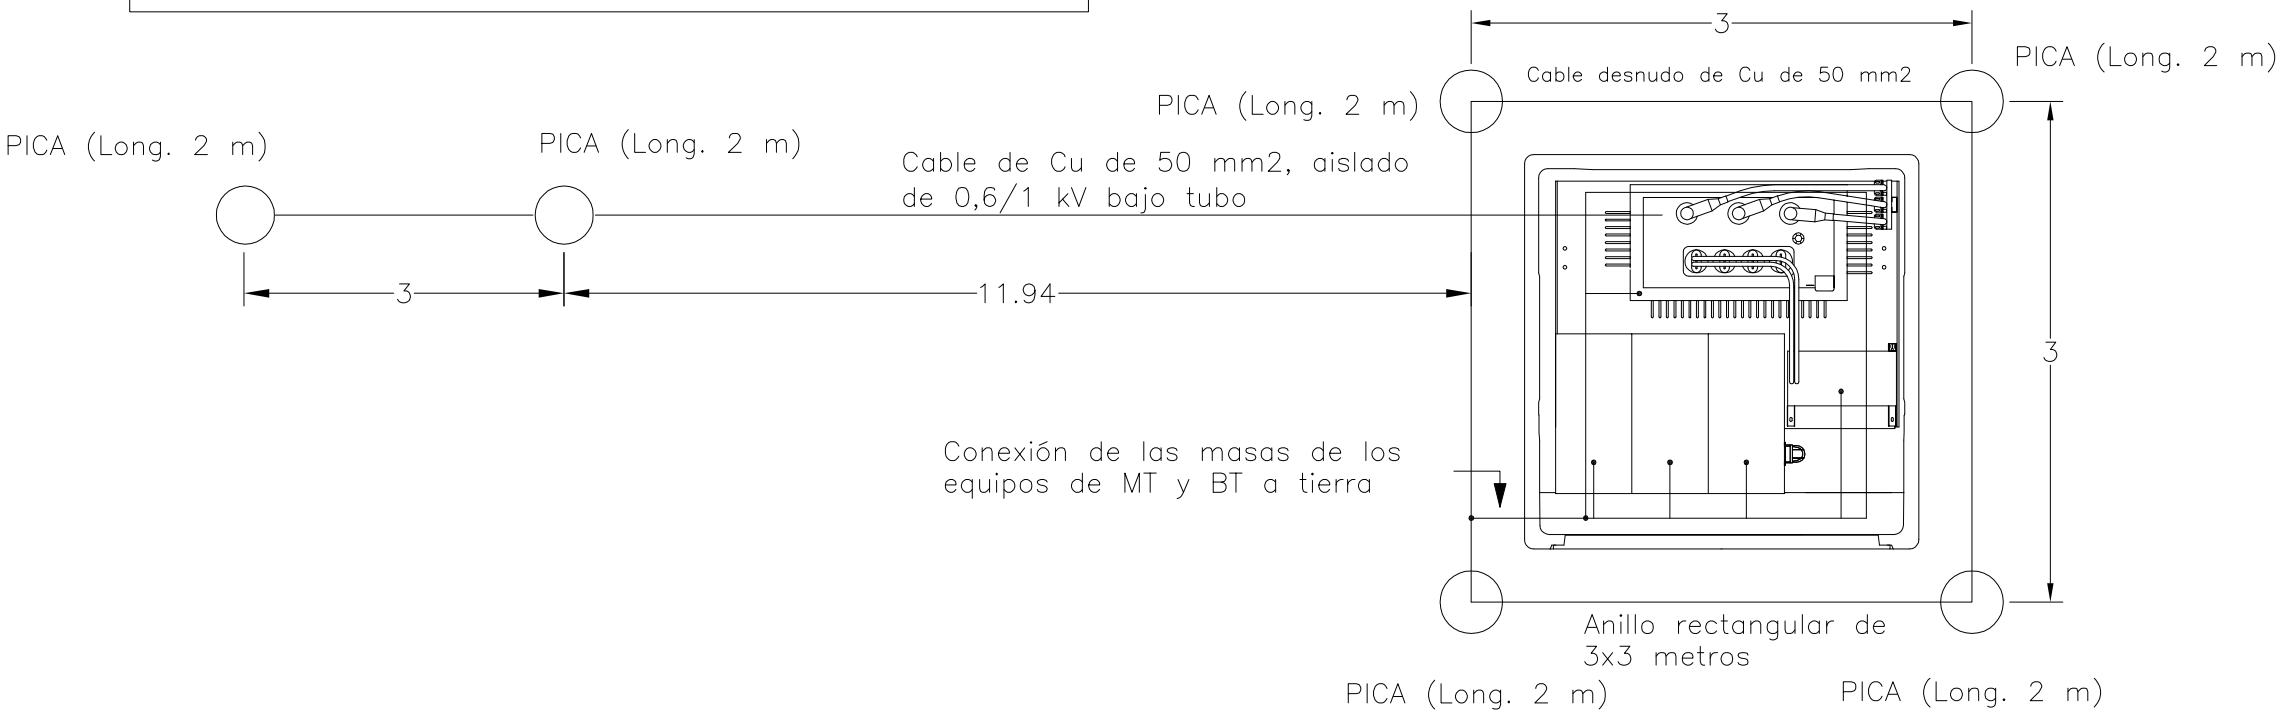 3
PICA (Long. 2 m)
Cable desnudo de Cu de 50 mm2
PICA (Long. 2 m)
PICA (Long. 2 m)
PICA (Long. 2 m)
Cable de Cu de 50 mm2, aislado
de 0,6/1 kV bajo tubo
3
11.94
3
Conexión de las masas de los
equipos de MT y BT a tierra
Anillo rectangular de
3x3 metros
PICA (Long. 2 m)
PICA (Long. 2 m)